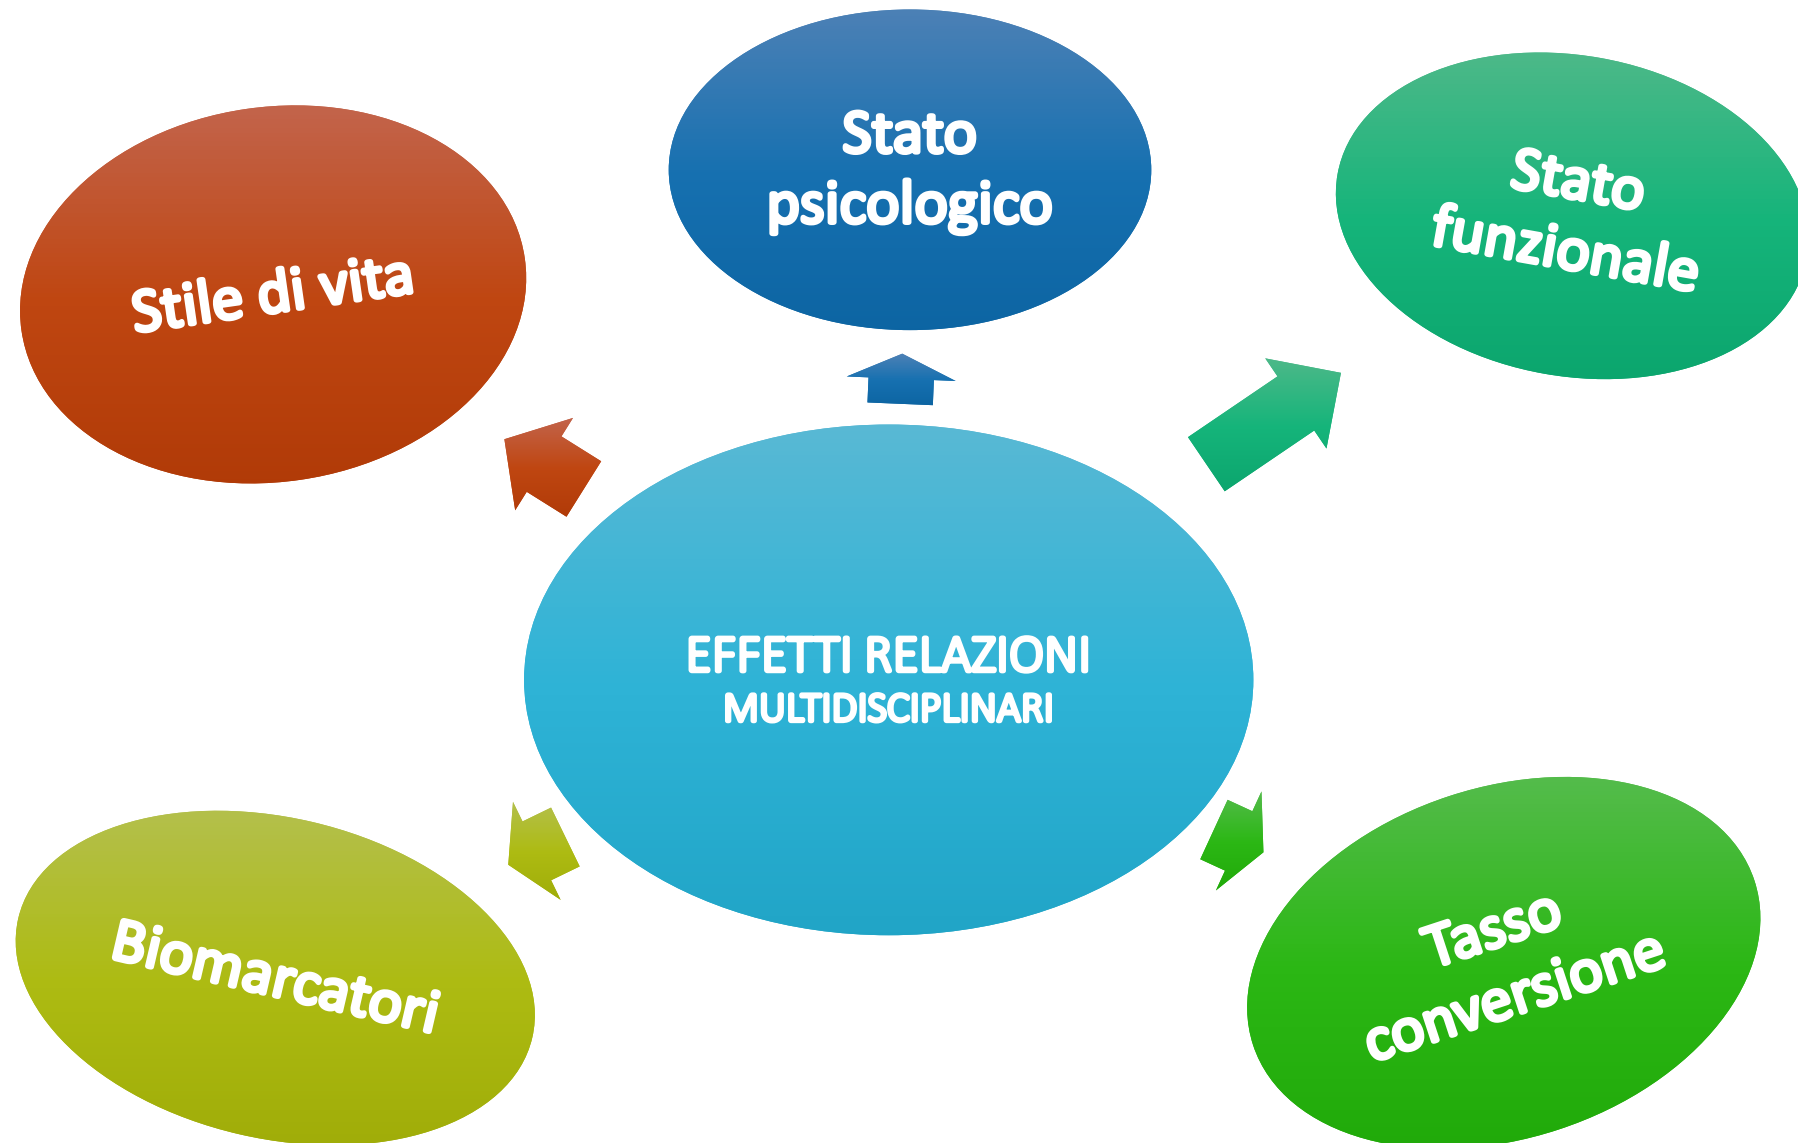 Stato
psicologico
Stato
funzionale
Stile di vita
EFFETTI RELAZIONI
MULTIDISCIPLINARI
Biomarcatori
Tasso
conversione